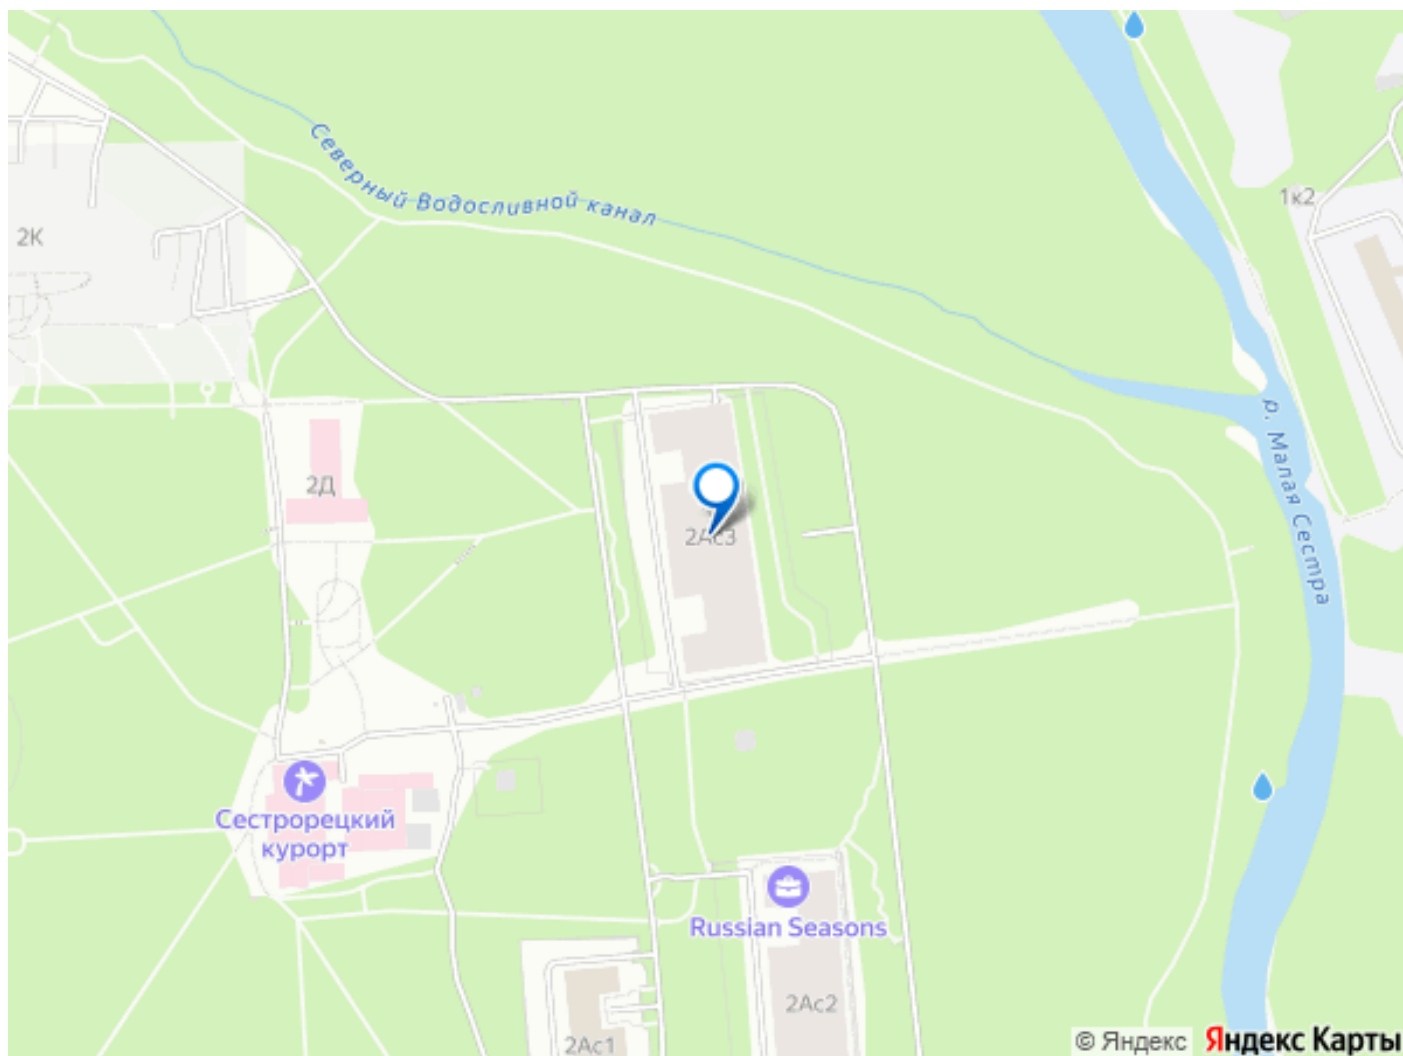 Северный Водосливной канал
1к2
2К
р. Малая Сестра
2Д
2Ас3
Сестрорецкий
курорт
Russian Seasons
2Ас2
2Ас1
© Яндекс Яндекс Карты